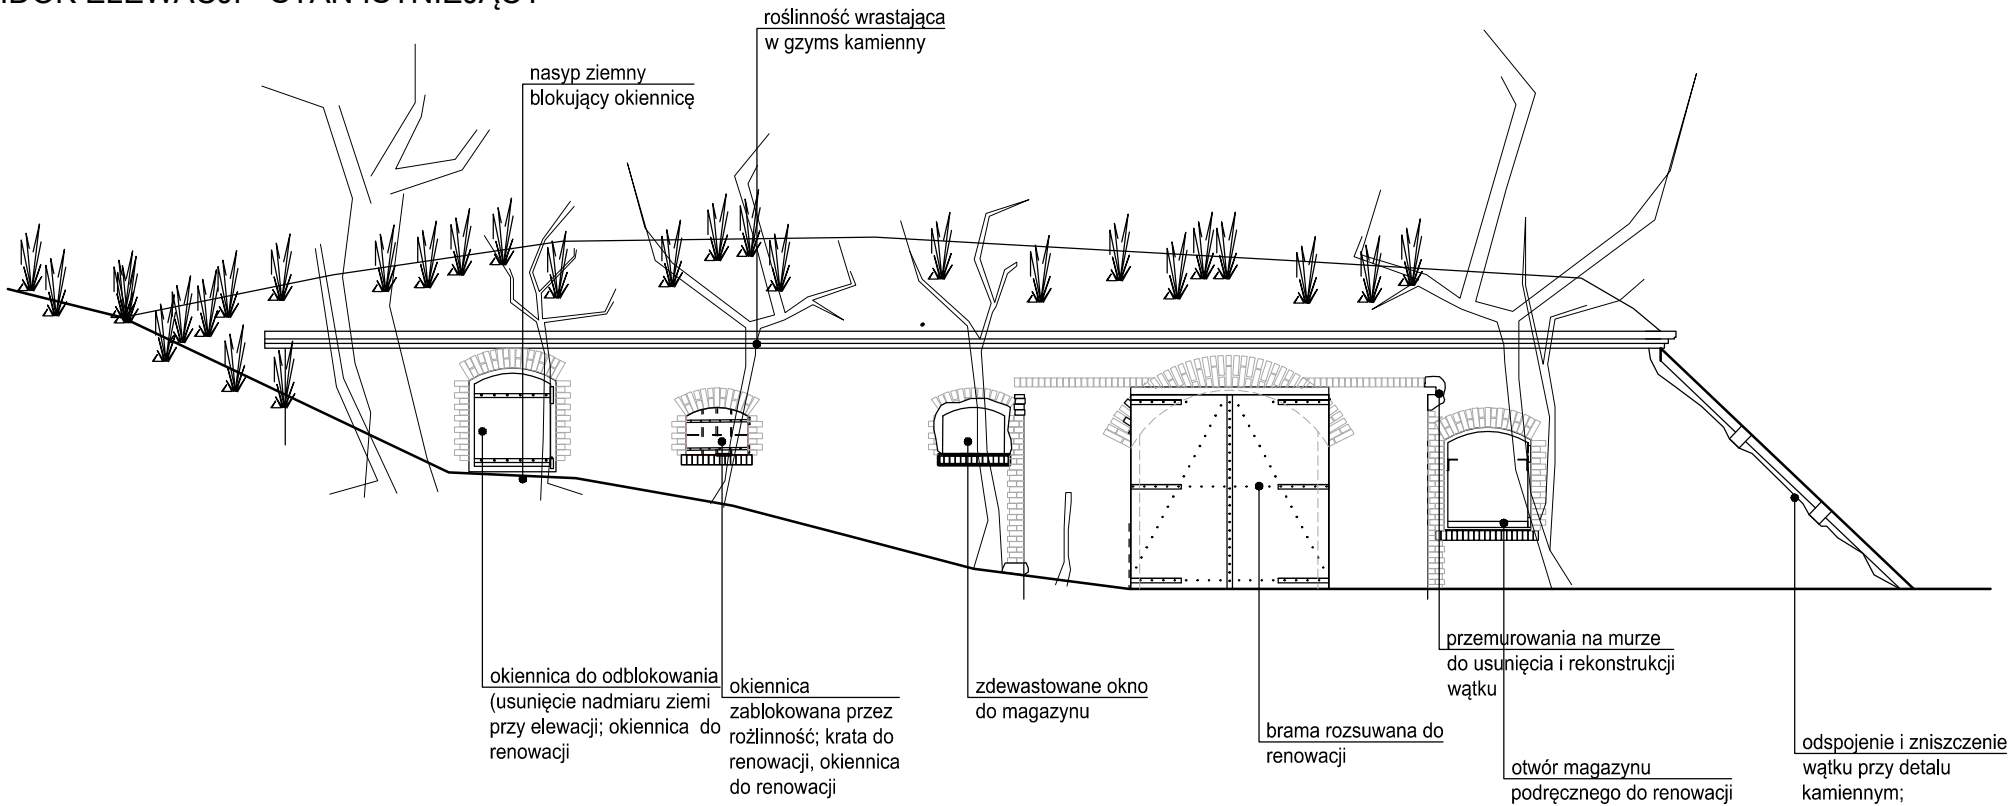 roślinność wrastająca
w gzyms kamienny
nasyp ziemny
blokujący okiennicę
okiennica do odblokowania
(usunięcie nadmiaru ziemi
przy elewacji; okiennica do
renowacji
okiennica
zablokowana przez
rożlinność; krata do
renowacji, okiennica
do renowacji
zdewastowane okno
do magazynu
brama rozsuwana do
renowacji
przemurowania na murze
do usunięcia i rekonstrukcji
wątku
otwór magazynu
podręcznego do renowacji
odspojenie i zniszczenie
wątku przy detalu
kamiennym;